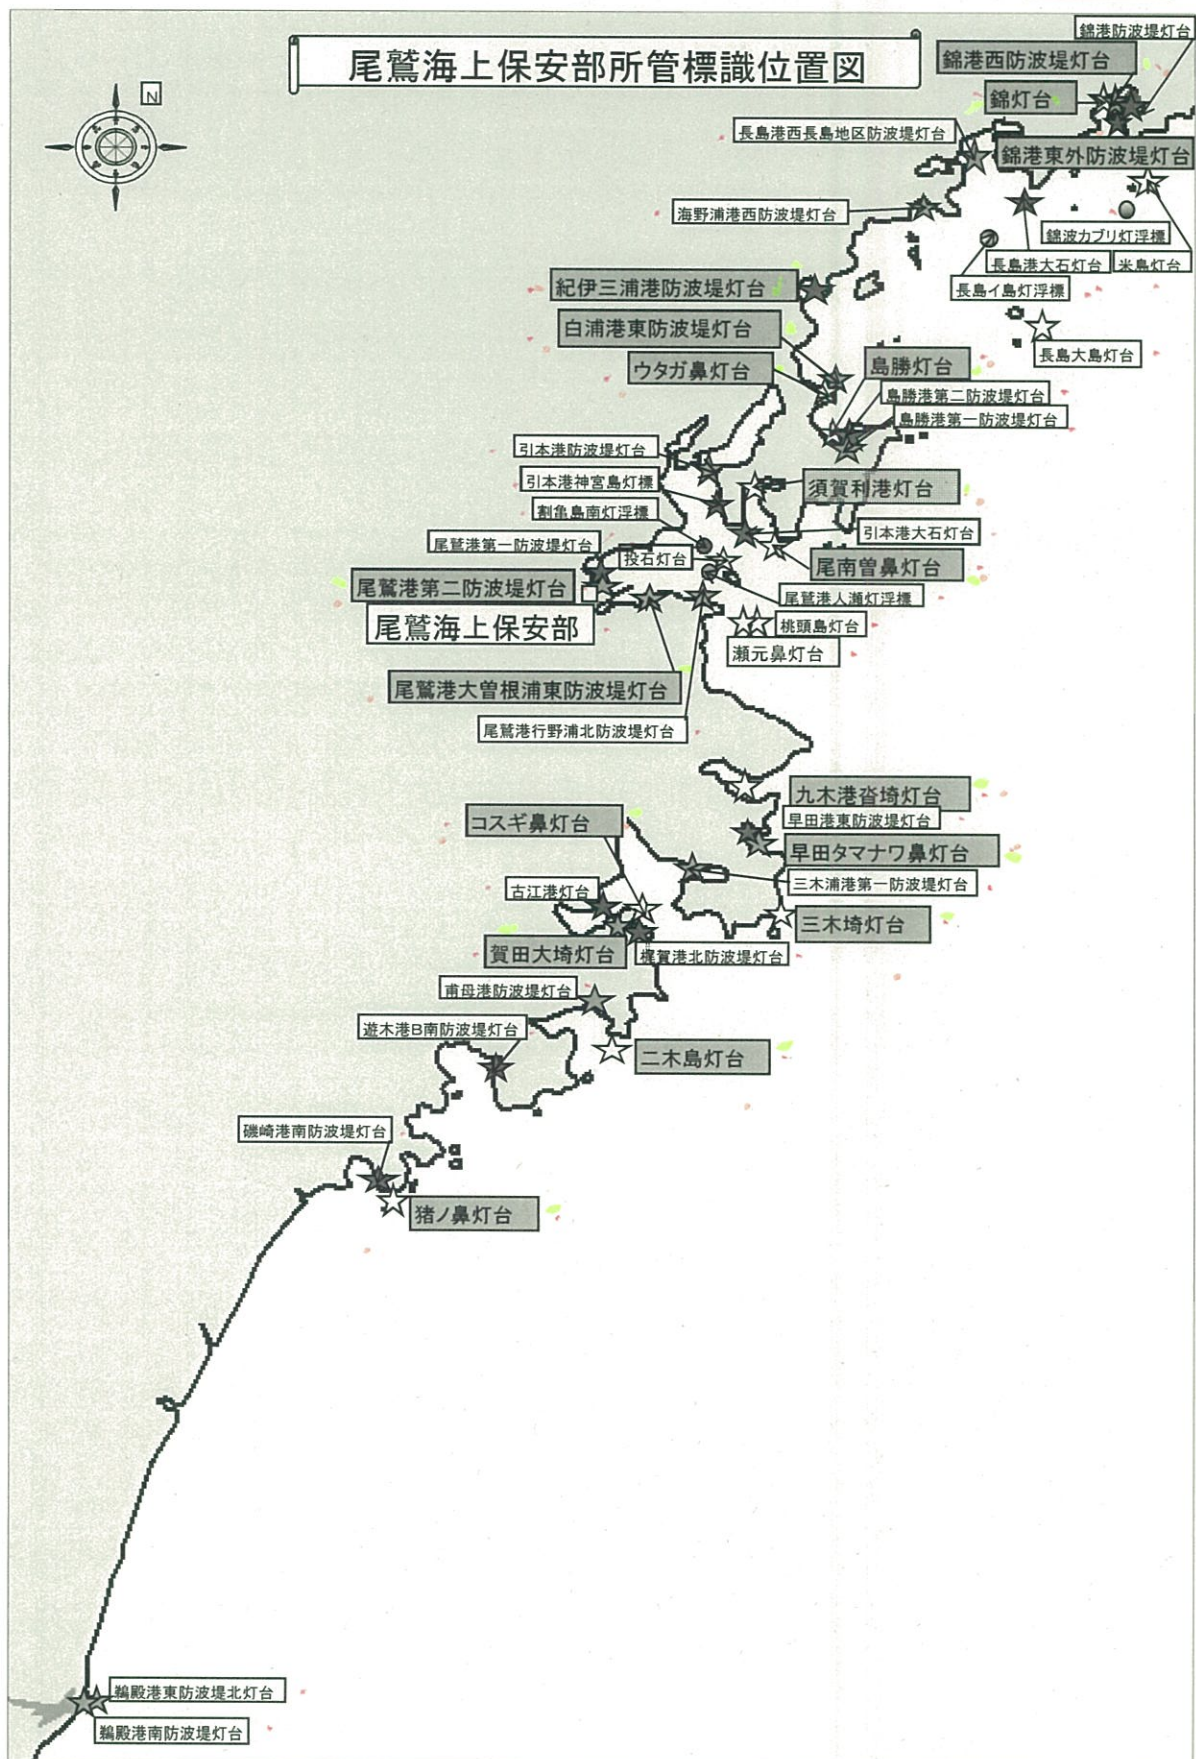 尾鷲海上保安部所管標識位置図
N
錦港防波堤灯台
錦港西防波堤灯台
錦灯台
長島港西長島地区防波堤灯台
錦港東外防波堤灯台
海野浦港西防波堤灯台
錦波カブリ灯浮標
長島港大石灯台
米島灯台
長島イ島灯浮標
紀伊三浦港防波堤灯台
白浦港東防波堤灯台
長島大島灯台
ウタガ鼻灯台
島勝灯台
島勝港第二防波堤灯台
島勝港第一防波堤灯台
引本港防波堤灯台
引本港神宮島灯標
須賀利港灯台
割亀島南灯浮標
引本港大石灯台
尾鷲港第一防波堤灯台
投石灯台
尾南曽鼻灯台
尾鷲港第二防波堤灯台
尾鷲港人瀬灯浮標
尾鷲海上保安部
桃頭島灯台
瀬元鼻灯台
尾鷲港大曽根浦東防波堤灯台
尾鷲港行野浦北防波堤灯台
九木港沓埼灯台
コスギ鼻灯台
早田港東防波堤灯台
早田タマナワ鼻灯台
三木浦港第一防波堤灯台
古江港灯台
三木埼灯台
賀田大埼灯台
梶賀港北防波堤灯台
甫母港防波堤灯台
遊木港B南防波堤灯台
二木島灯台
磯崎港南防波堤灯台
猪ノ鼻灯台
鵜殿港東防波堤北灯台
鵜殿港南防波堤灯台